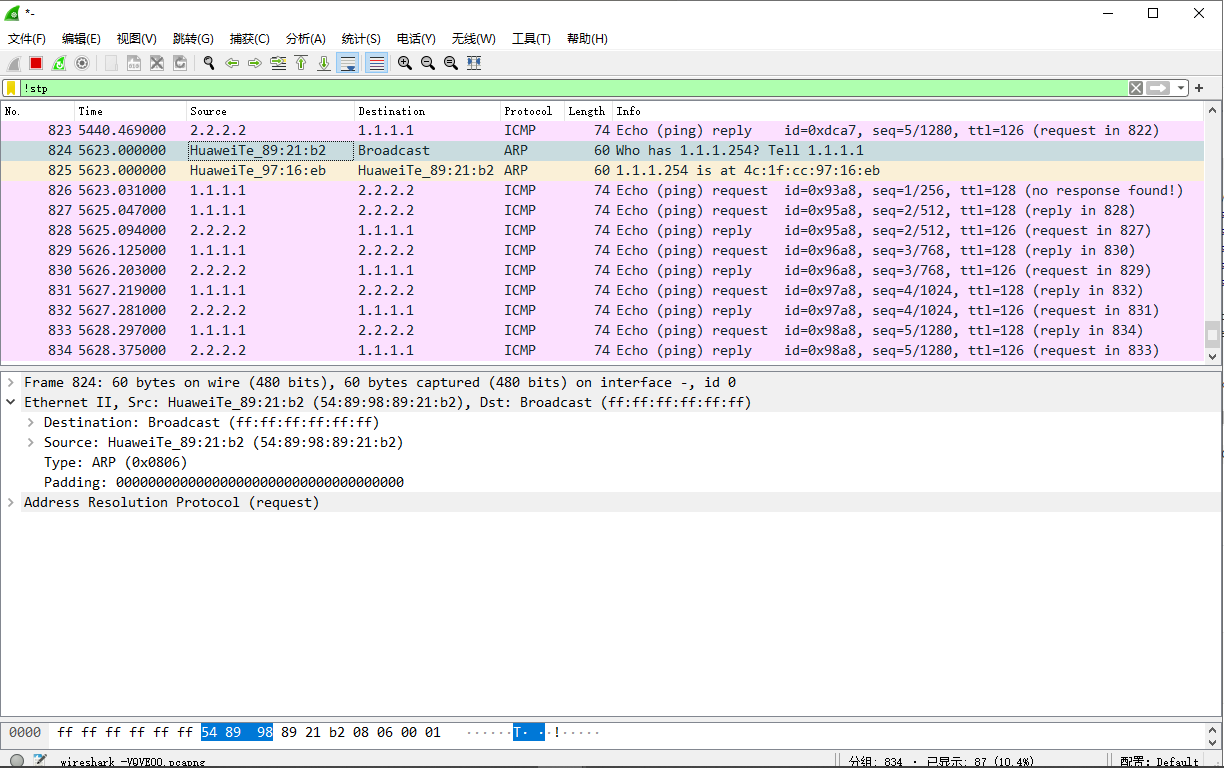 *-
文件(F) 编辑(E) 视图(V) 跳转(G) 捕获(C) 分析(A) 统计(S) 电话(Y) 无线(W) 工具(T) 帮助(H)
!stp
No. Time Source Destination Protocol Length Info
823 5440.469000 2.2.2.2 1.1.1.1 ICMP 74 Echo (ping) reply id=0xdca7, seq=5/1280, ttl=126 (request in 822)
824 5623.000000 HuaweiTe_89:21:b2 Broadcast ARP 60 Who has 1.1.1.254? Tell 1.1.1.1
825 5623.000000 HuaweiTe_97:16:eb HuaweiTe_89:21:b2 ARP 60 1.1.1.254 is at 4c:1f:cc:97:16:eb
826 5623.031000 1.1.1.1 2.2.2.2 ICMP 74 Echo (ping) request id=0x93a8, seq=1/256, ttl=128 (no response found!)
827 5625.047000 1.1.1.1 2.2.2.2 ICMP 74 Echo (ping) request id=0x95a8, seq=2/512, ttl=128 (reply in 828)
828 5625.094000 2.2.2.2 1.1.1.1 ICMP 74 Echo (ping) reply id=0x95a8, seq=2/512, ttl=126 (request in 827)
829 5626.125000 1.1.1.1 2.2.2.2 ICMP 74 Echo (ping) request id=0x96a8, seq=3/768, ttl=128 (reply in 830)
830 5626.203000 2.2.2.2 1.1.1.1 ICMP 74 Echo (ping) reply id=0x96a8, seq=3/768, ttl=126 (request in 829)
831 5627.219000 1.1.1.1 2.2.2.2 ICMP 74 Echo (ping) request id=0x97a8, seq=4/1024, ttl=128 (reply in 832)
832 5627.281000 2.2.2.2 1.1.1.1 ICMP 74 Echo (ping) reply id=0x97a8, seq=4/1024, ttl=126 (request in 831)
833 5628.297000 1.1.1.1 2.2.2.2 ICMP 74 Echo (ping) request id=0x98a8, seq=5/1280, ttl=128 (reply in 834)
834 5628.375000 2.2.2.2 1.1.1.1 ICMP 74 Echo (ping) reply id=0x98a8, seq=5/1280, ttl=126 (request in 833)
Frame 824: 60 bytes on wire (480 bits), 60 bytes captured (480 bits) on interface -, id 0
Ethernet II, Src: HuaweiTe_89:21:b2 (54:89:98:89:21:b2), Dst: Broadcast (ff:ff:ff:ff:ff:ff)
Destination: Broadcast (ff:ff:ff:ff:ff:ff)
Source: HuaweiTe_89:21:b2 (54:89:98:89:21:b2)
Type: ARP (0x0806)
Padding: 000000000000000000000000000000000000
Address Resolution Protocol (request)
0000 ff ff ff ff ff ff 54 89 98 89 21 b2 08 06 00 01 ······T· ··!·····
wireshark_-VQVEOO.pcapng 分组: 834 · 已显示: 87 (10.4%) 配置: Default